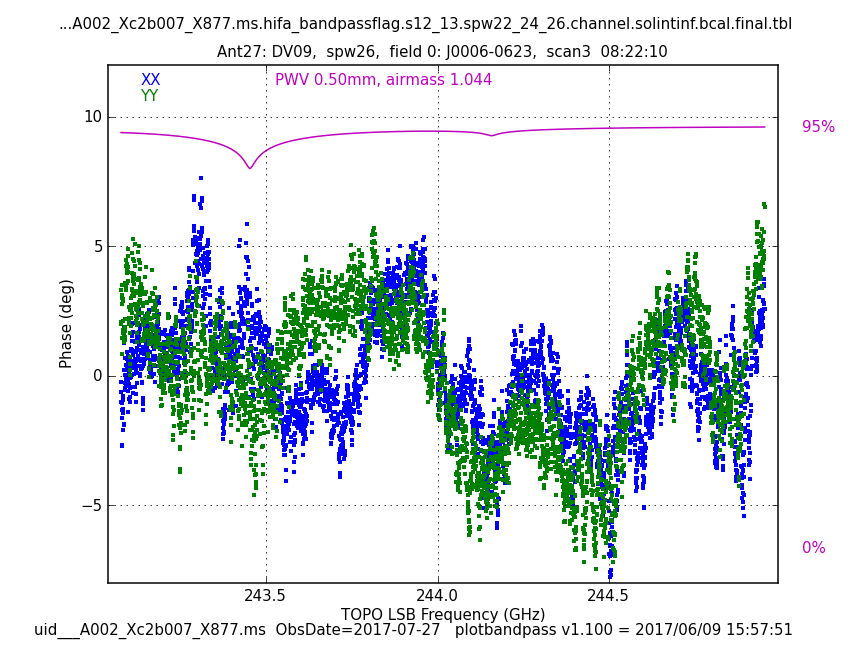 ...A002_Xc2b007_X877.ms.hifa_bandpassflag.s12_13.spw22_24_26.channel.solintinf.bcal.final.tbl
Ant27: DV09, spw26, field 0: J0006-0623, scan3 08:22:10
XX
PWV 0.50mm, airmass 1.044
YY
10
95%
5
Phase (deg)
0
−5
0%
243.5
244.0
244.5
TOPO LSB Frequency (GHz)
uid___A002_Xc2b007_X877.ms ObsDate=2017-07-27 plotbandpass v1.100 = 2017/06/09 15:57:51